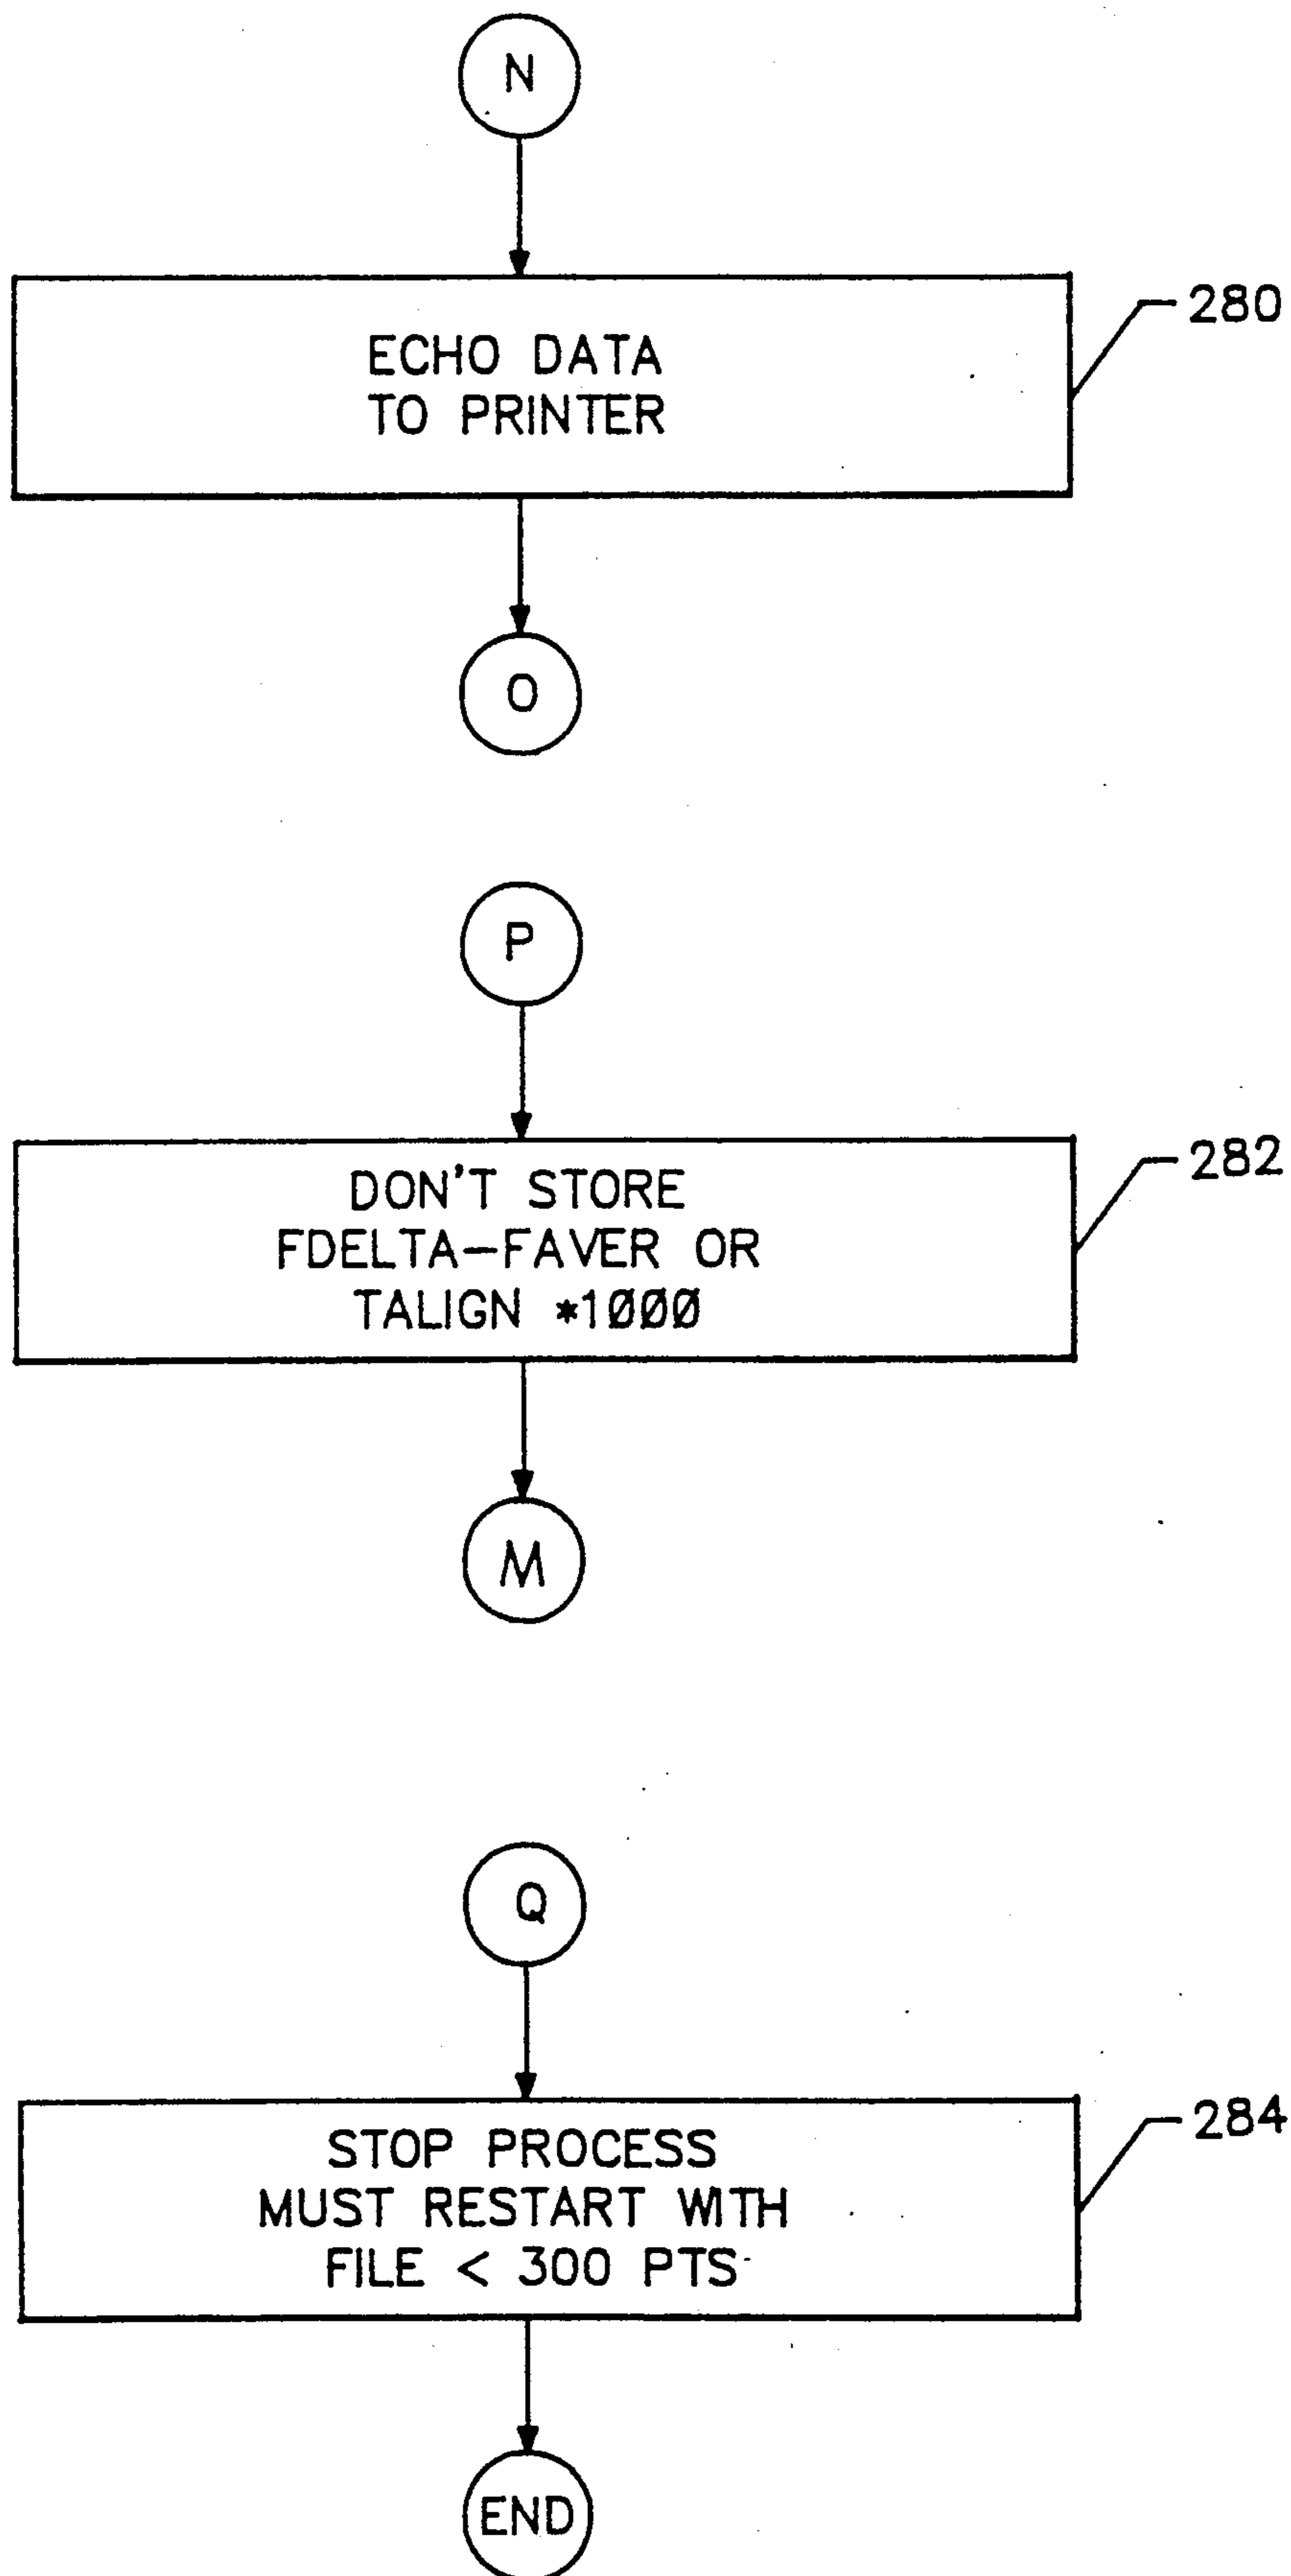 N
ECHO DATA
TO PRINTER
280
O
P
DON'T STORE
FDELTA-FAVER OR
TALIGN *1000
282
M
Q
STOP PROCESS
MUST RESTART WITH
FILE < 300 PTS
284
END